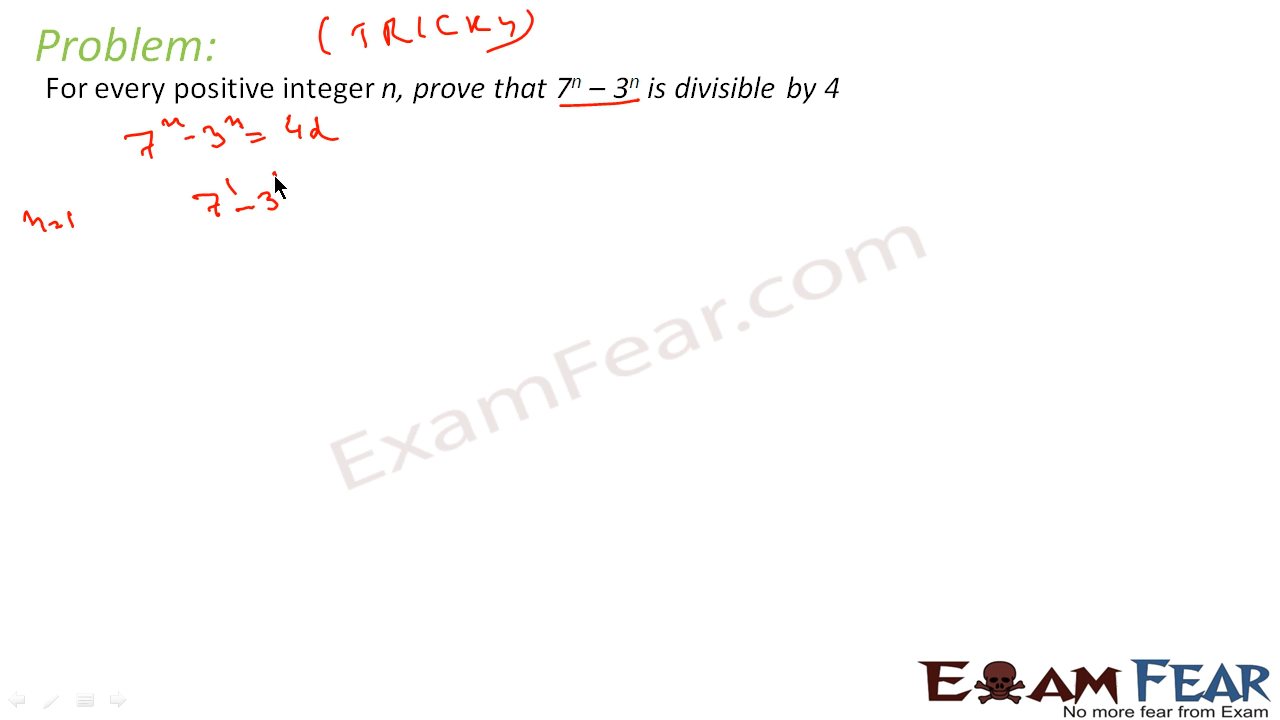 Problem: (TRICKY)
For every positive integer n, prove that 7ⁿ – 3ⁿ is divisible by 4
7ⁿ - 3ⁿ = 4d
7¹ - 3
n=1
ExamFear.com
EXAM FEAR
No more fear from Exam